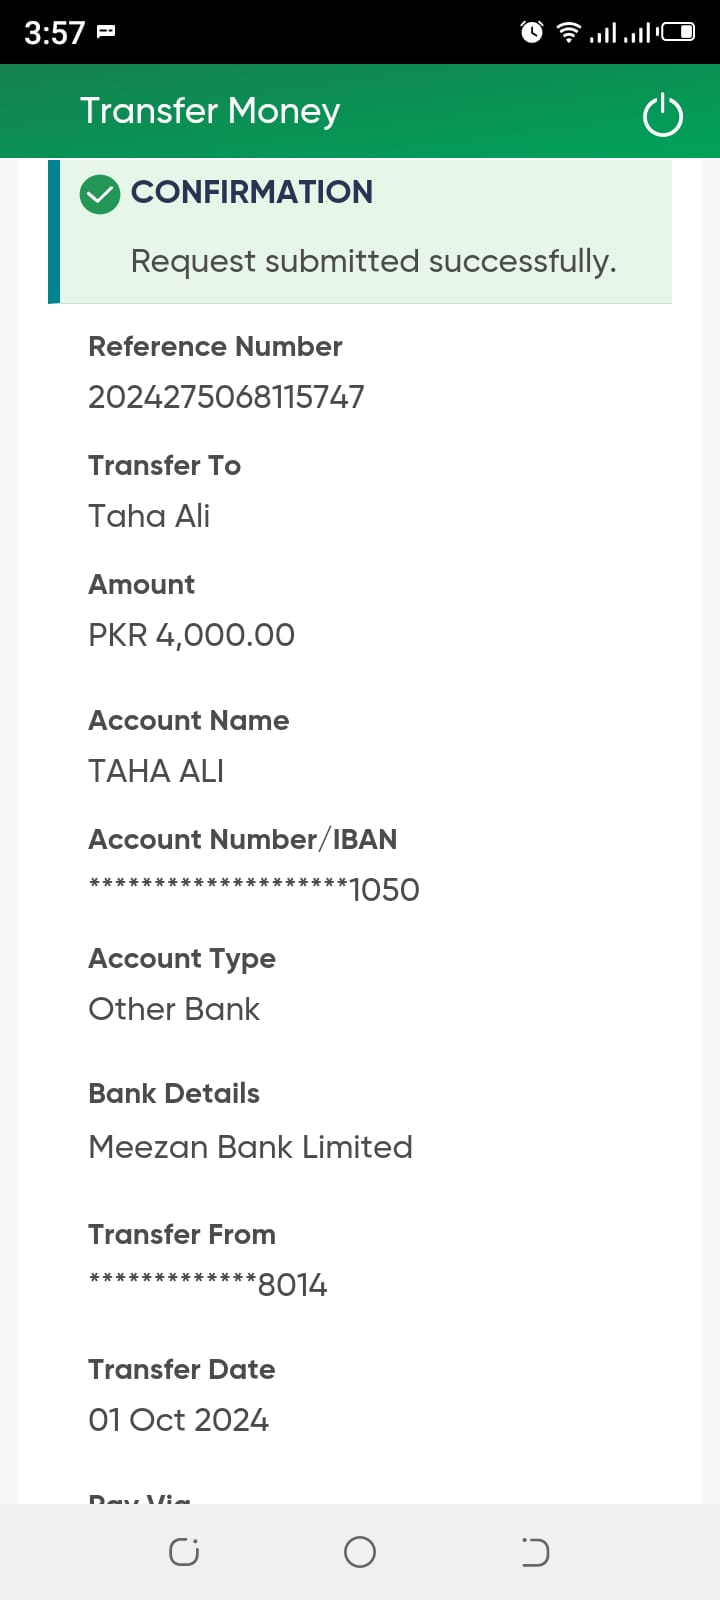 3:57
Transfer Money
CONFIRMATION
Request submitted successfully.
Reference Number
2024275068115747
Transfer To
Taha Ali
Amount
PKR 4,000.00
Account Name
TAHA ALI
Account Number/IBAN
********************1050
Account Type
Other Bank
Bank Details
Meezan Bank Limited
Transfer From
*************8014
Transfer Date
01 Oct 2024
Pay Via